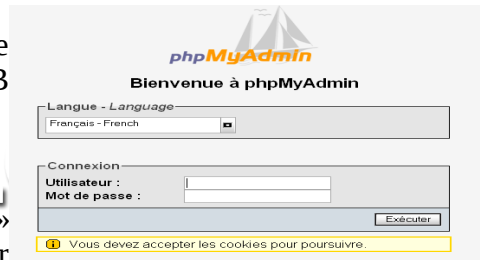 e
B
phpMyAdmin
Bienvenue à phpMyAdmin
Langue - Language
Français - French
Connexion
Utilisateur :
Mot de passe :
»
Exécuter
Vous devez accepter les cookies pour poursuivre.
r